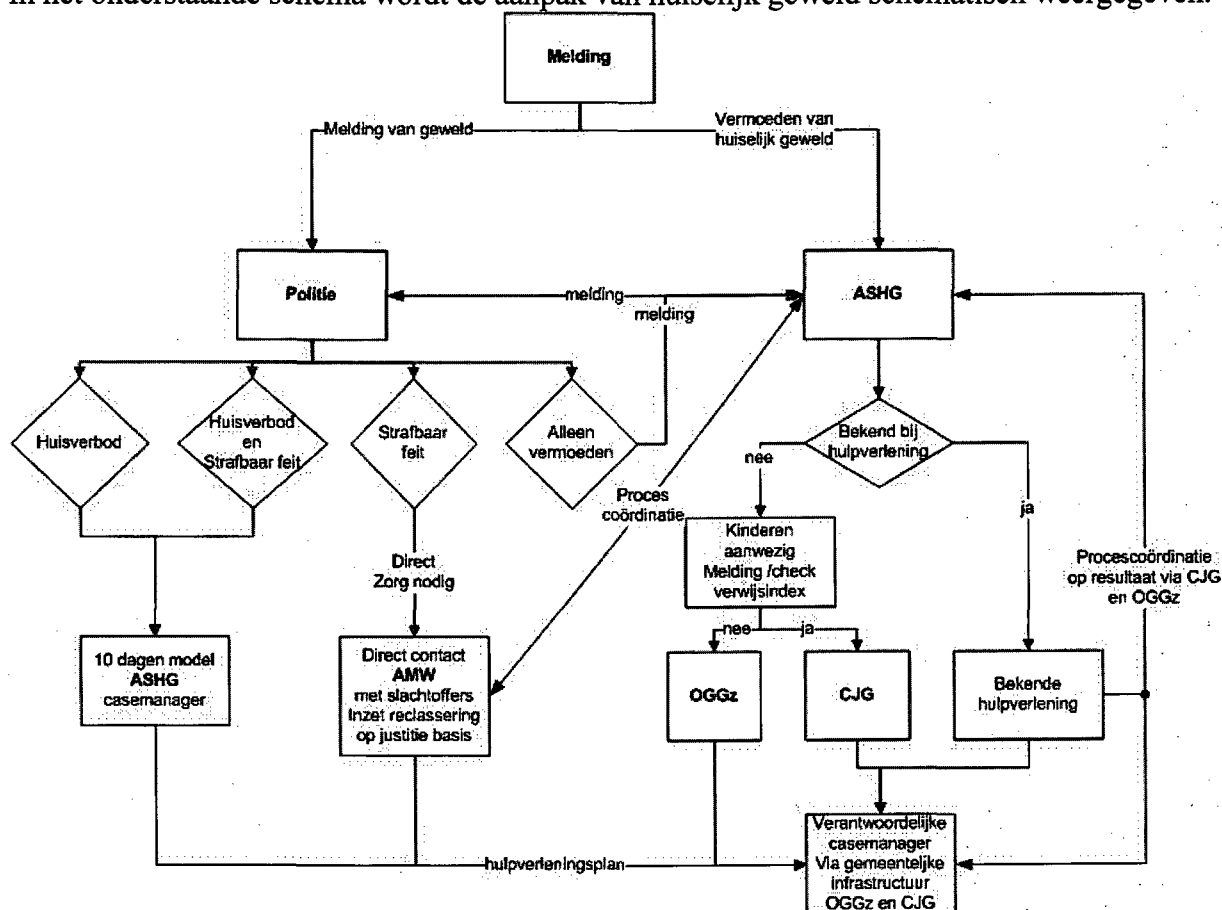 In het onderstaande schema wordt de aanpak van huiselijk geweld schematisch weergegeven.
Melding
Melding van geweld
Vermoeden van
huiselijk geweld
Politie
melding
melding
ASHG
Huisverbod
Huisverbod
en
Strafbaar feit
Strafbaar
feit
Alleen
vermoeden
Bekend bij
hulpverlening
nee
ja
Proces
coördinatie
Direct
Zorg nodig
Kinderen
aanwezig
Melding /check
verwijsindex
Procescoördinatie
op resultaat via CJG
en OGGz
nee
ja
10 dagen model
ASHG
casemanager
Direct contact
AMW
met slachtoffers
Inzet reclassering
op justitie basis
OGGz
CJG
Bekende
hulpverlening
hulpverleningsplan
Verantwoordelijke
casemanager
Via gemeentelijke
infrastructuur
OGGz en CJG